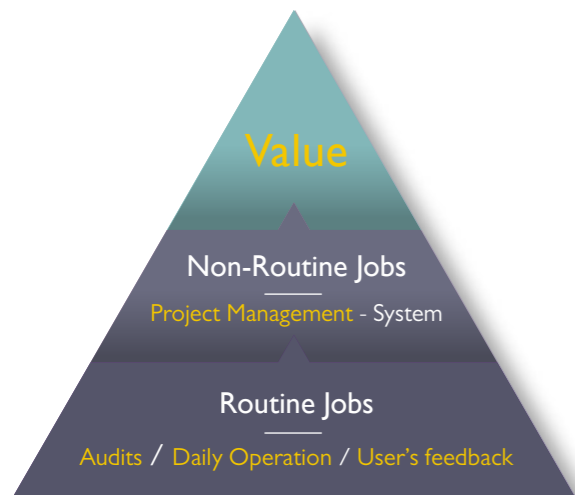 Value
Non-Routine Jobs
Project Management - System
Routine Jobs
Audits / Daily Operation / User's feedback